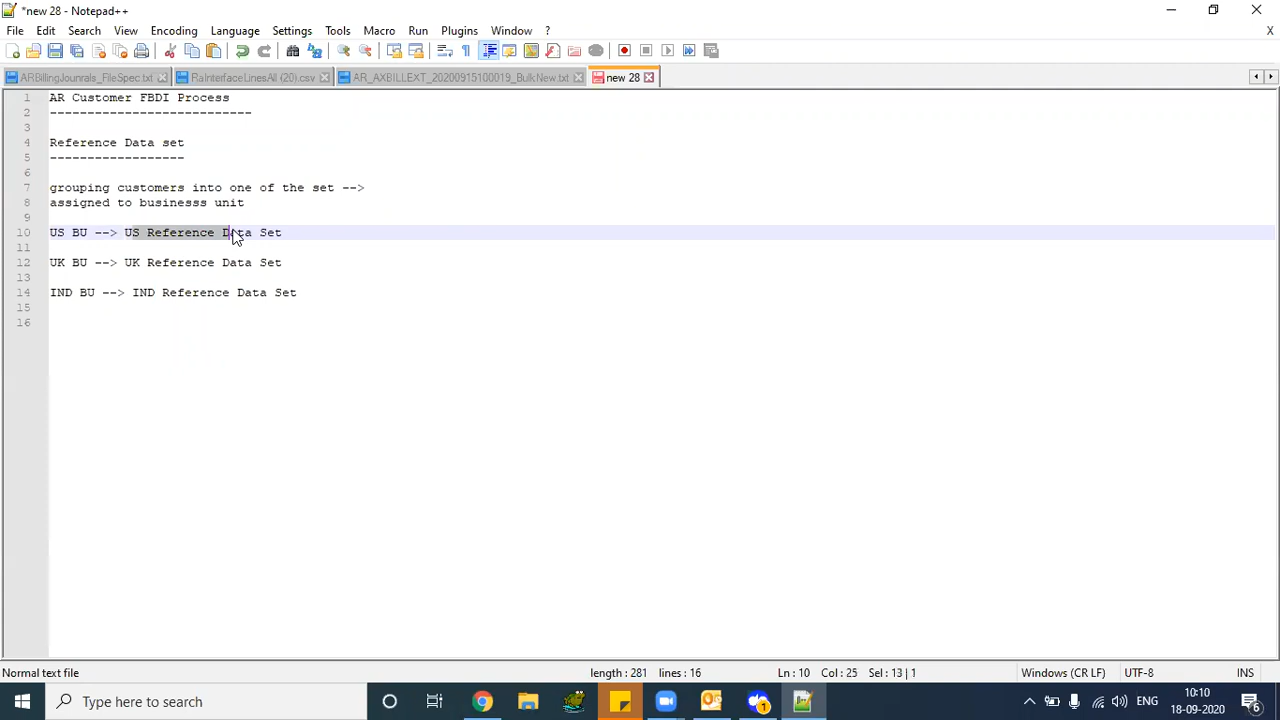 *new 28 - Notepad++
File Edit Search View Encoding Language Settings Tools Macro Run Plugins Window ? X
ARBillingJounrals_FileSpec.txt RaInterfaceLinesAll (20).csv AR_AXBILLEXT_20200915100019_BulkNew.txt new 28
1 AR Customer FBDI Process
2 ---------------------------
3
4 Reference Data set
5 ------------------
6
7 grouping customers into one of the set -->
8 assigned to businesss unit
9
10 US BU --> US Reference Data Set
11
12 UK BU --> UK Reference Data Set
13
14 IND BU --> IND Reference Data Set
15
16
Normal text file length : 281 lines : 16 Ln : 10 Col : 25 Sel : 13 | 1 Windows (CR LF) UTF-8 INS
Type here to search 1 ENG 10:10 6
18-09-2020